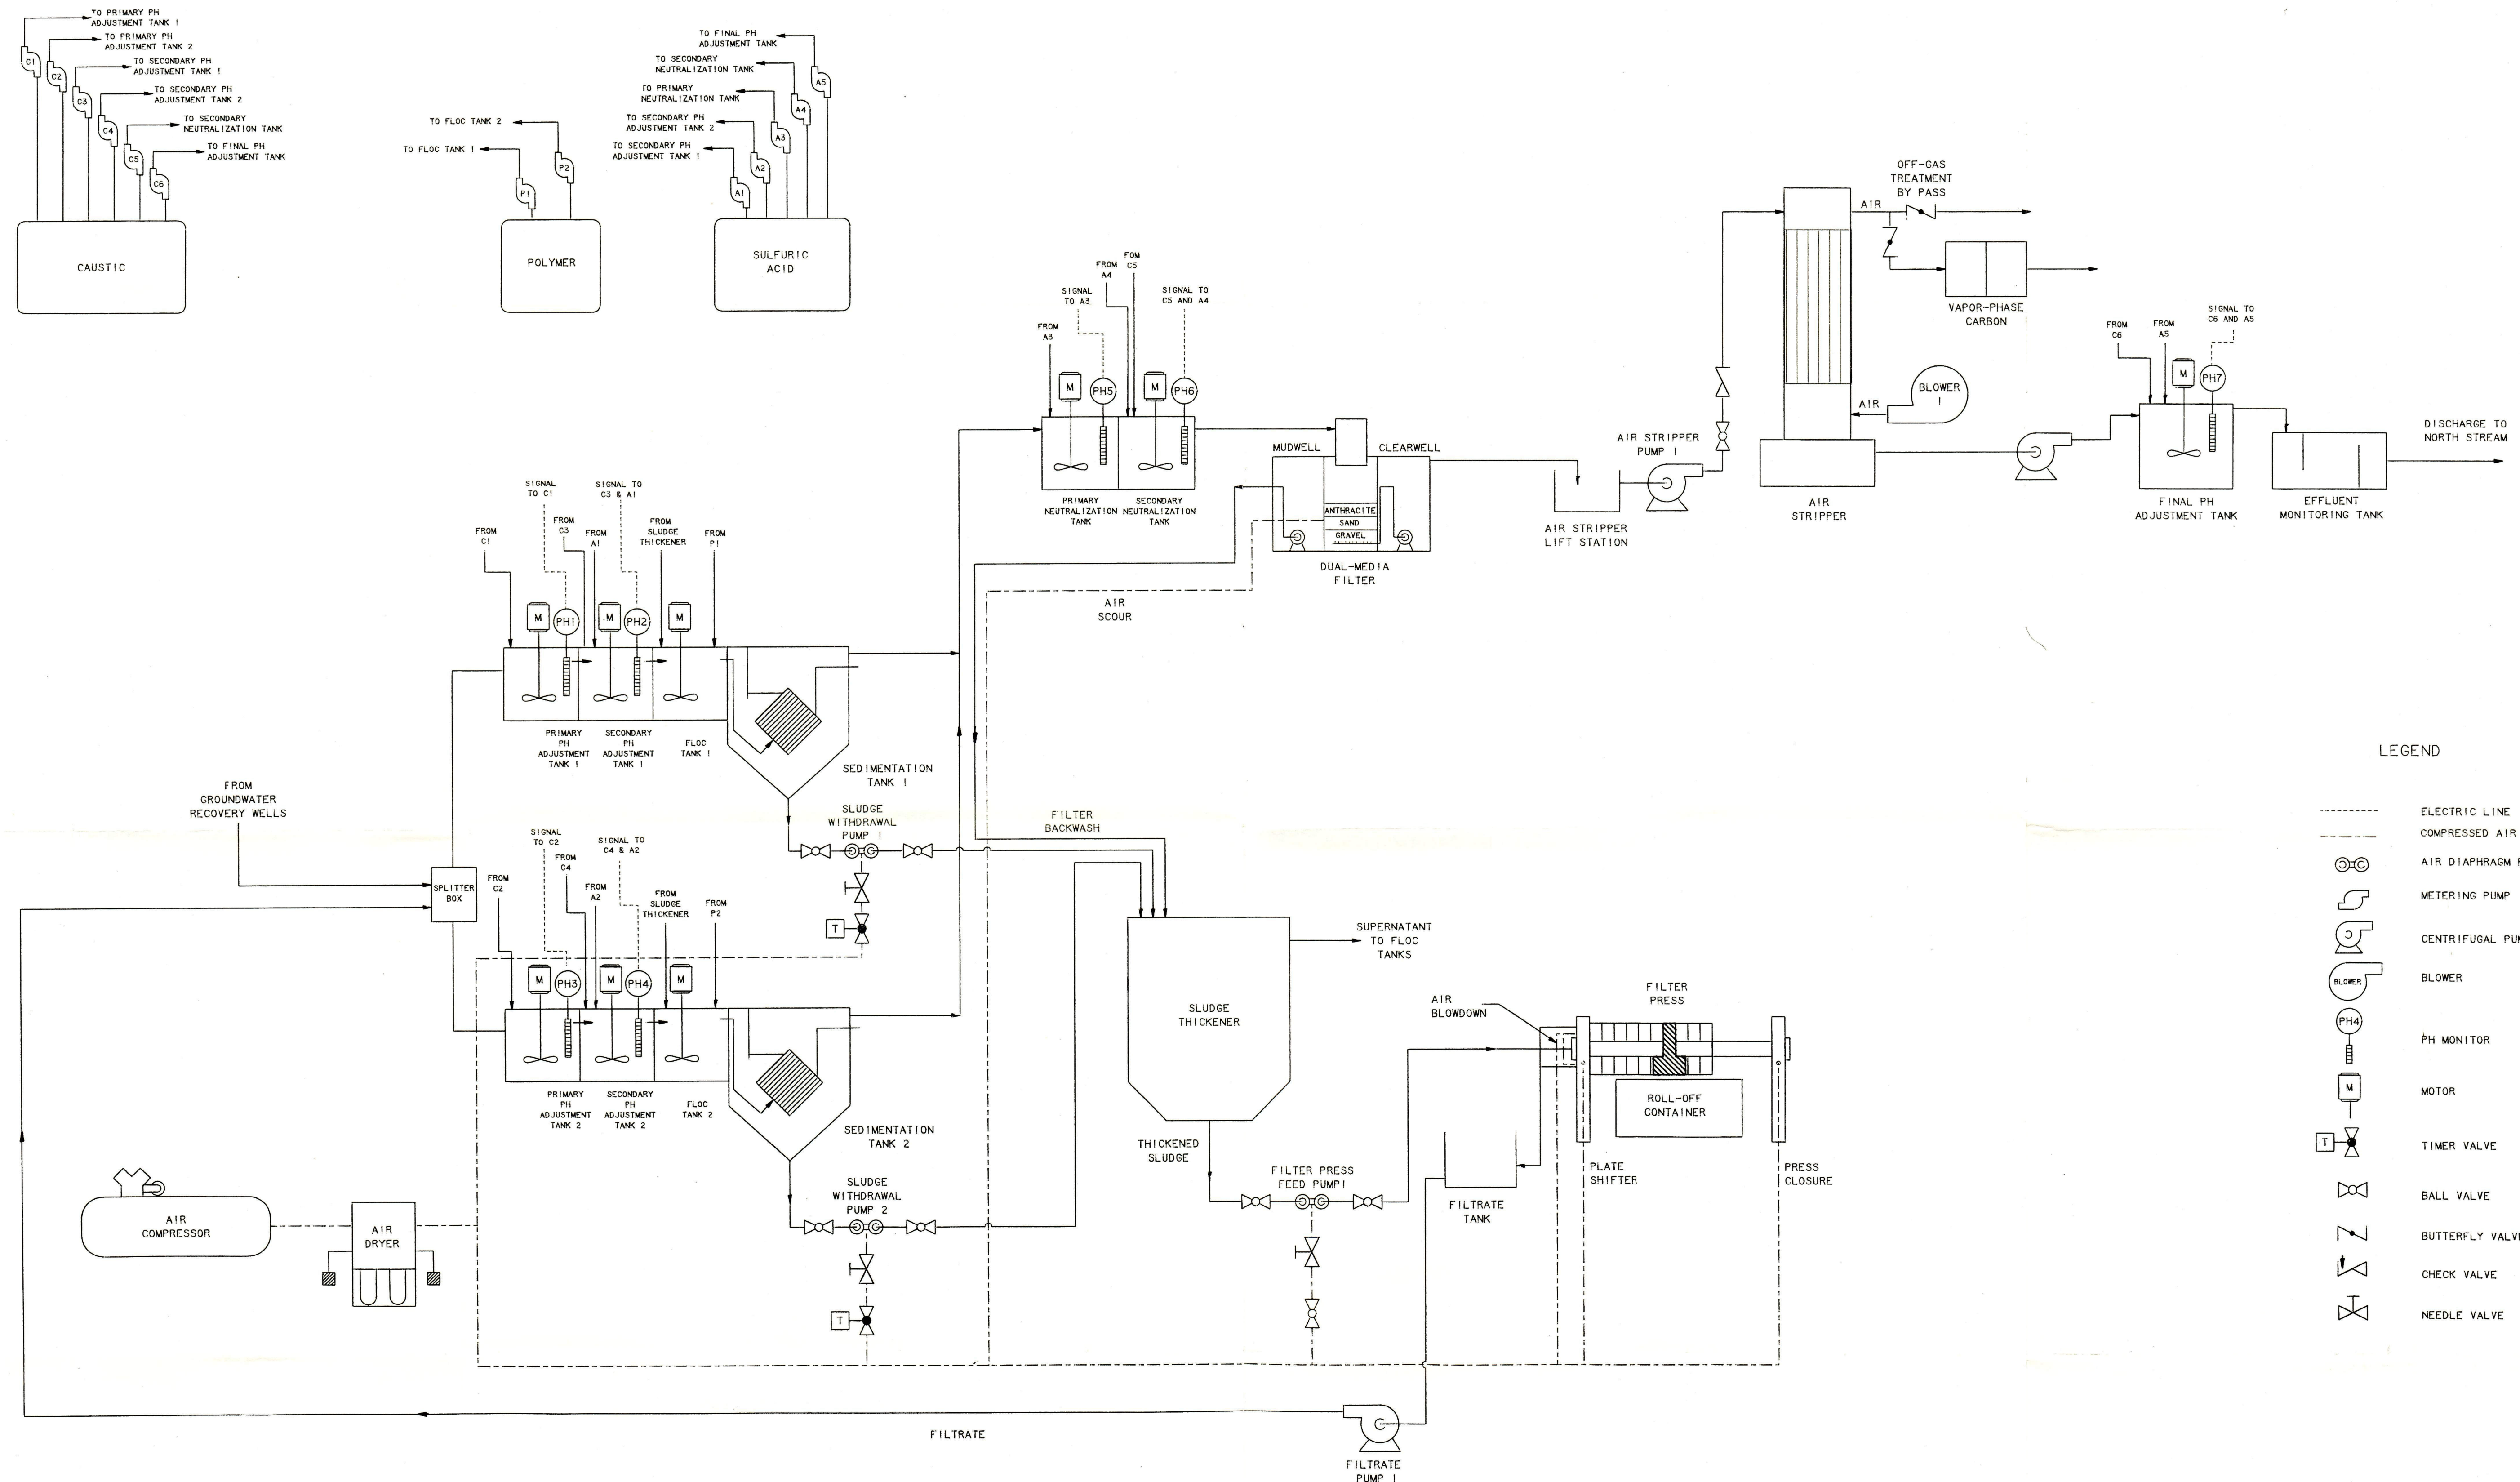 TO PRIMARY PH
ADJUSTMENT TANK 1
TO PRIMARY PH
ADJUSTMENT TANK 2
TO SECONDARY PH
ADJUSTMENT TANK 1
TO SECONDARY PH
ADJUSTMENT TANK 2
TO SECONDARY
NEUTRALIZATION TANK
TO FINAL PH
ADJUSTMENT TANK
C1
C2
C3
C4
C5
C6
CAUSTIC
TO FLOC TANK 2
TO FLOC TANK 1
P2
P1
POLYMER
TO FINAL PH
ADJUSTMENT TANK
TO SECONDARY
NEUTRALIZATION TANK
TO PRIMARY
NEUTRALIZATION TANK
TO SECONDARY PH
ADJUSTMENT TANK 2
TO SECONDARY PH
ADJUSTMENT TANK 1
A5
A4
A3
A2
A1
SULFURIC
ACID
FROM
A3
SIGNAL
TO A3
FROM
A4
FOM
C5
SIGNAL TO
C5 AND A4
M
PH5
M
PH6
PRIMARY
NEUTRALIZATION
TANK
SECONDARY
NEUTRALIZATION
TANK
MUDWELL
CLEARWELL
ANTHRACITE
SAND
GRAVEL
DUAL-MEDIA
FILTER
AIR
SCOUR
AIR STRIPPER
LIFT STATION
AIR STRIPPER
PUMP 1
AIR
OFF-GAS
TREATMENT
BY PASS
VAPOR-PHASE
CARBON
AIR
BLOWER
1
AIR
STRIPPER
FROM
C6
FROM
A5
SIGNAL TO
C6 AND A5
M
PH7
FINAL PH
ADJUSTMENT TANK
EFFLUENT
MONITORING TANK
DISCHARGE TO
NORTH STREAM
FROM
C1
SIGNAL
TO C1
FROM
C3
FROM
A1
SIGNAL TO
C3 & A1
FROM
SLUDGE
THICKENER
FROM
P1
M
PH1
M
PH2
M
PRIMARY
PH
ADJUSTMENT
TANK 1
SECONDARY
PH
ADJUSTMENT
TANK 1
FLOC
TANK 1
SEDIMENTATION
TANK 1
SLUDGE
WITHDRAWAL
PUMP 1
T
FILTER
BACKWASH
FROM
GROUNDWATER
RECOVERY WELLS
SPLITTER
BOX
FROM
C2
SIGNAL
TO C2
FROM
C4
FROM
A2
SIGNAL TO
C4 & A2
FROM
SLUDGE
THICKENER
FROM
P2
M
PH3
M
PH4
M
PRIMARY
PH
ADJUSTMENT
TANK 2
SECONDARY
PH
ADJUSTMENT
TANK 2
FLOC
TANK 2
SEDIMENTATION
TANK 2
SLUDGE
WITHDRAWAL
PUMP 2
T
SLUDGE
THICKENER
SUPERNATANT
TO FLOC
TANKS
THICKENED
SLUDGE
FILTER PRESS
FEED PUMP1
AIR
BLOWDOWN
FILTER
PRESS
ROLL-OFF
CONTAINER
PLATE
SHIFTER
PRESS
CLOSURE
FILTRATE
TANK
AIR
COMPRESSOR
AIR
DRYER
FILTRATE
FILTRATE
PUMP 1
LEGEND
ELECTRIC LINE
COMPRESSED AIR
AIR DIAPHRAGM
METERING PUMP
CENTRIFUGAL
BLOWER
BLOWER
PH4
PH MONITOR
M
MOTOR
T
TIMER VALVE
BALL VALVE
BUTTERFLY
CHECK VALVE
NEEDLE VALVE